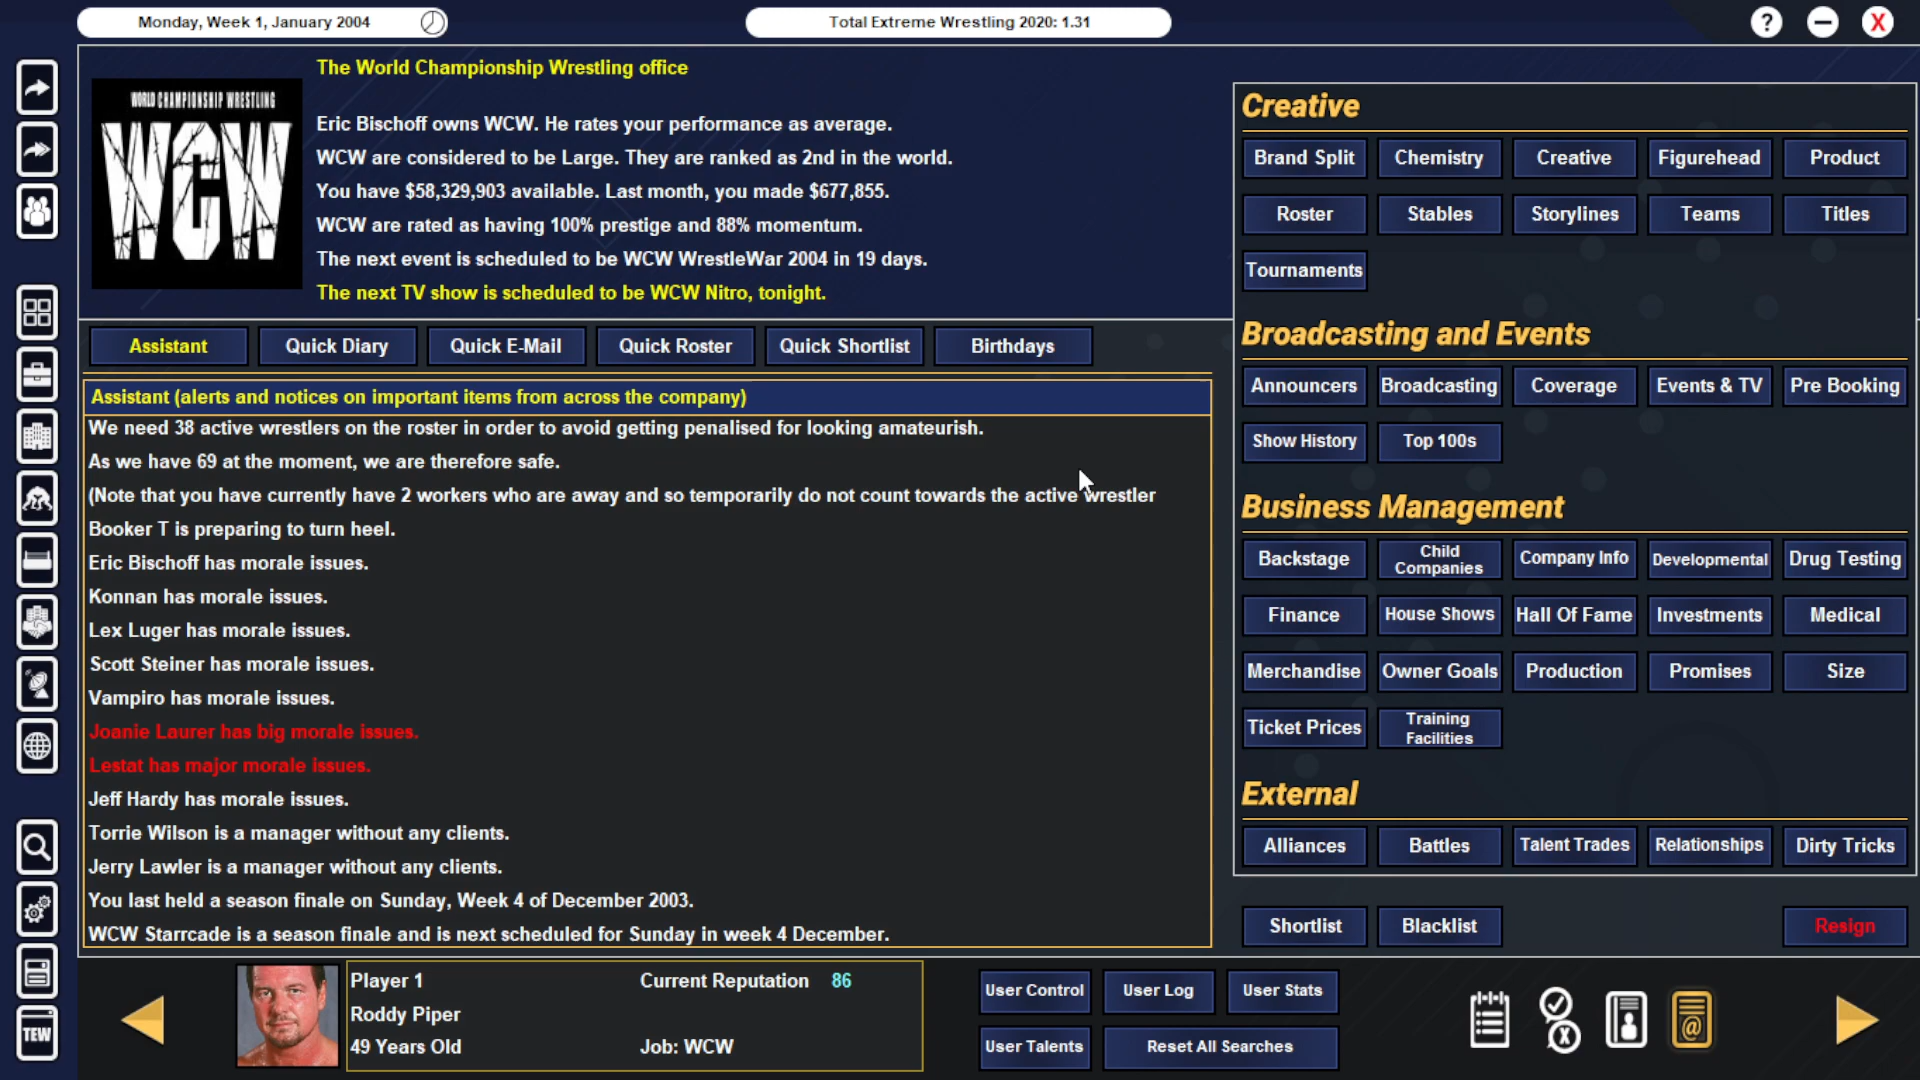 Monday, Week 1, January 2004
Total Extreme Wrestling 2020: 1.31
?
X
WORLD CHAMPIONSHIP WRESTLING
WCW
The World Championship Wrestling office
Eric Bischoff owns WCW. He rates your performance as average.
WCW are considered to be Large. They are ranked as 2nd in the world.
You have $58,329,903 available. Last month, you made $677,855.
WCW are rated as having 100% prestige and 88% momentum.
The next event is scheduled to be WCW WrestleWar 2004 in 19 days.
The next TV show is scheduled to be WCW Nitro, tonight.
Assistant
Quick Diary
Quick E-Mail
Quick Roster
Quick Shortlist
Birthdays
Assistant (alerts and notices on important items from across the company)
We need 38 active wrestlers on the roster in order to avoid getting penalised for looking amateurish.
As we have 69 at the moment, we are therefore safe.
(Note that you have currently have 2 workers who are away and so temporarily do not count towards the active wrestler
Booker T is preparing to turn heel.
Eric Bischoff has morale issues.
Konnan has morale issues.
Lex Luger has morale issues.
Scott Steiner has morale issues.
Vampiro has morale issues.
Joanie Laurer has big morale issues.
Lestat has major morale issues.
Jeff Hardy has morale issues.
Torrie Wilson is a manager without any clients.
Jerry Lawler is a manager without any clients.
You last held a season finale on Sunday, Week 4 of December 2003.
WCW Starrcade is a season finale and is next scheduled for Sunday in week 4 December.
Creative
Brand Split
Chemistry
Creative
Figurehead
Product
Roster
Stables
Storylines
Teams
Titles
Tournaments
Broadcasting and Events
Announcers
Broadcasting
Coverage
Events & TV
Pre Booking
Show History
Top 100s
Business Management
Backstage
Child
Companies
Company Info
Developmental
Drug Testing
Finance
House Shows
Hall Of Fame
Investments
Medical
Merchandise
Owner Goals
Production
Promises
Size
Ticket Prices
Training
Facilities
External
Alliances
Battles
Talent Trades
Relationships
Dirty Tricks
Shortlist
Blacklist
Resign
TEW
Player 1
Current Reputation 86
Roddy Piper
49 Years Old
Job: WCW
User Control
User Log
User Stats
User Talents
Reset All Searches
X
@